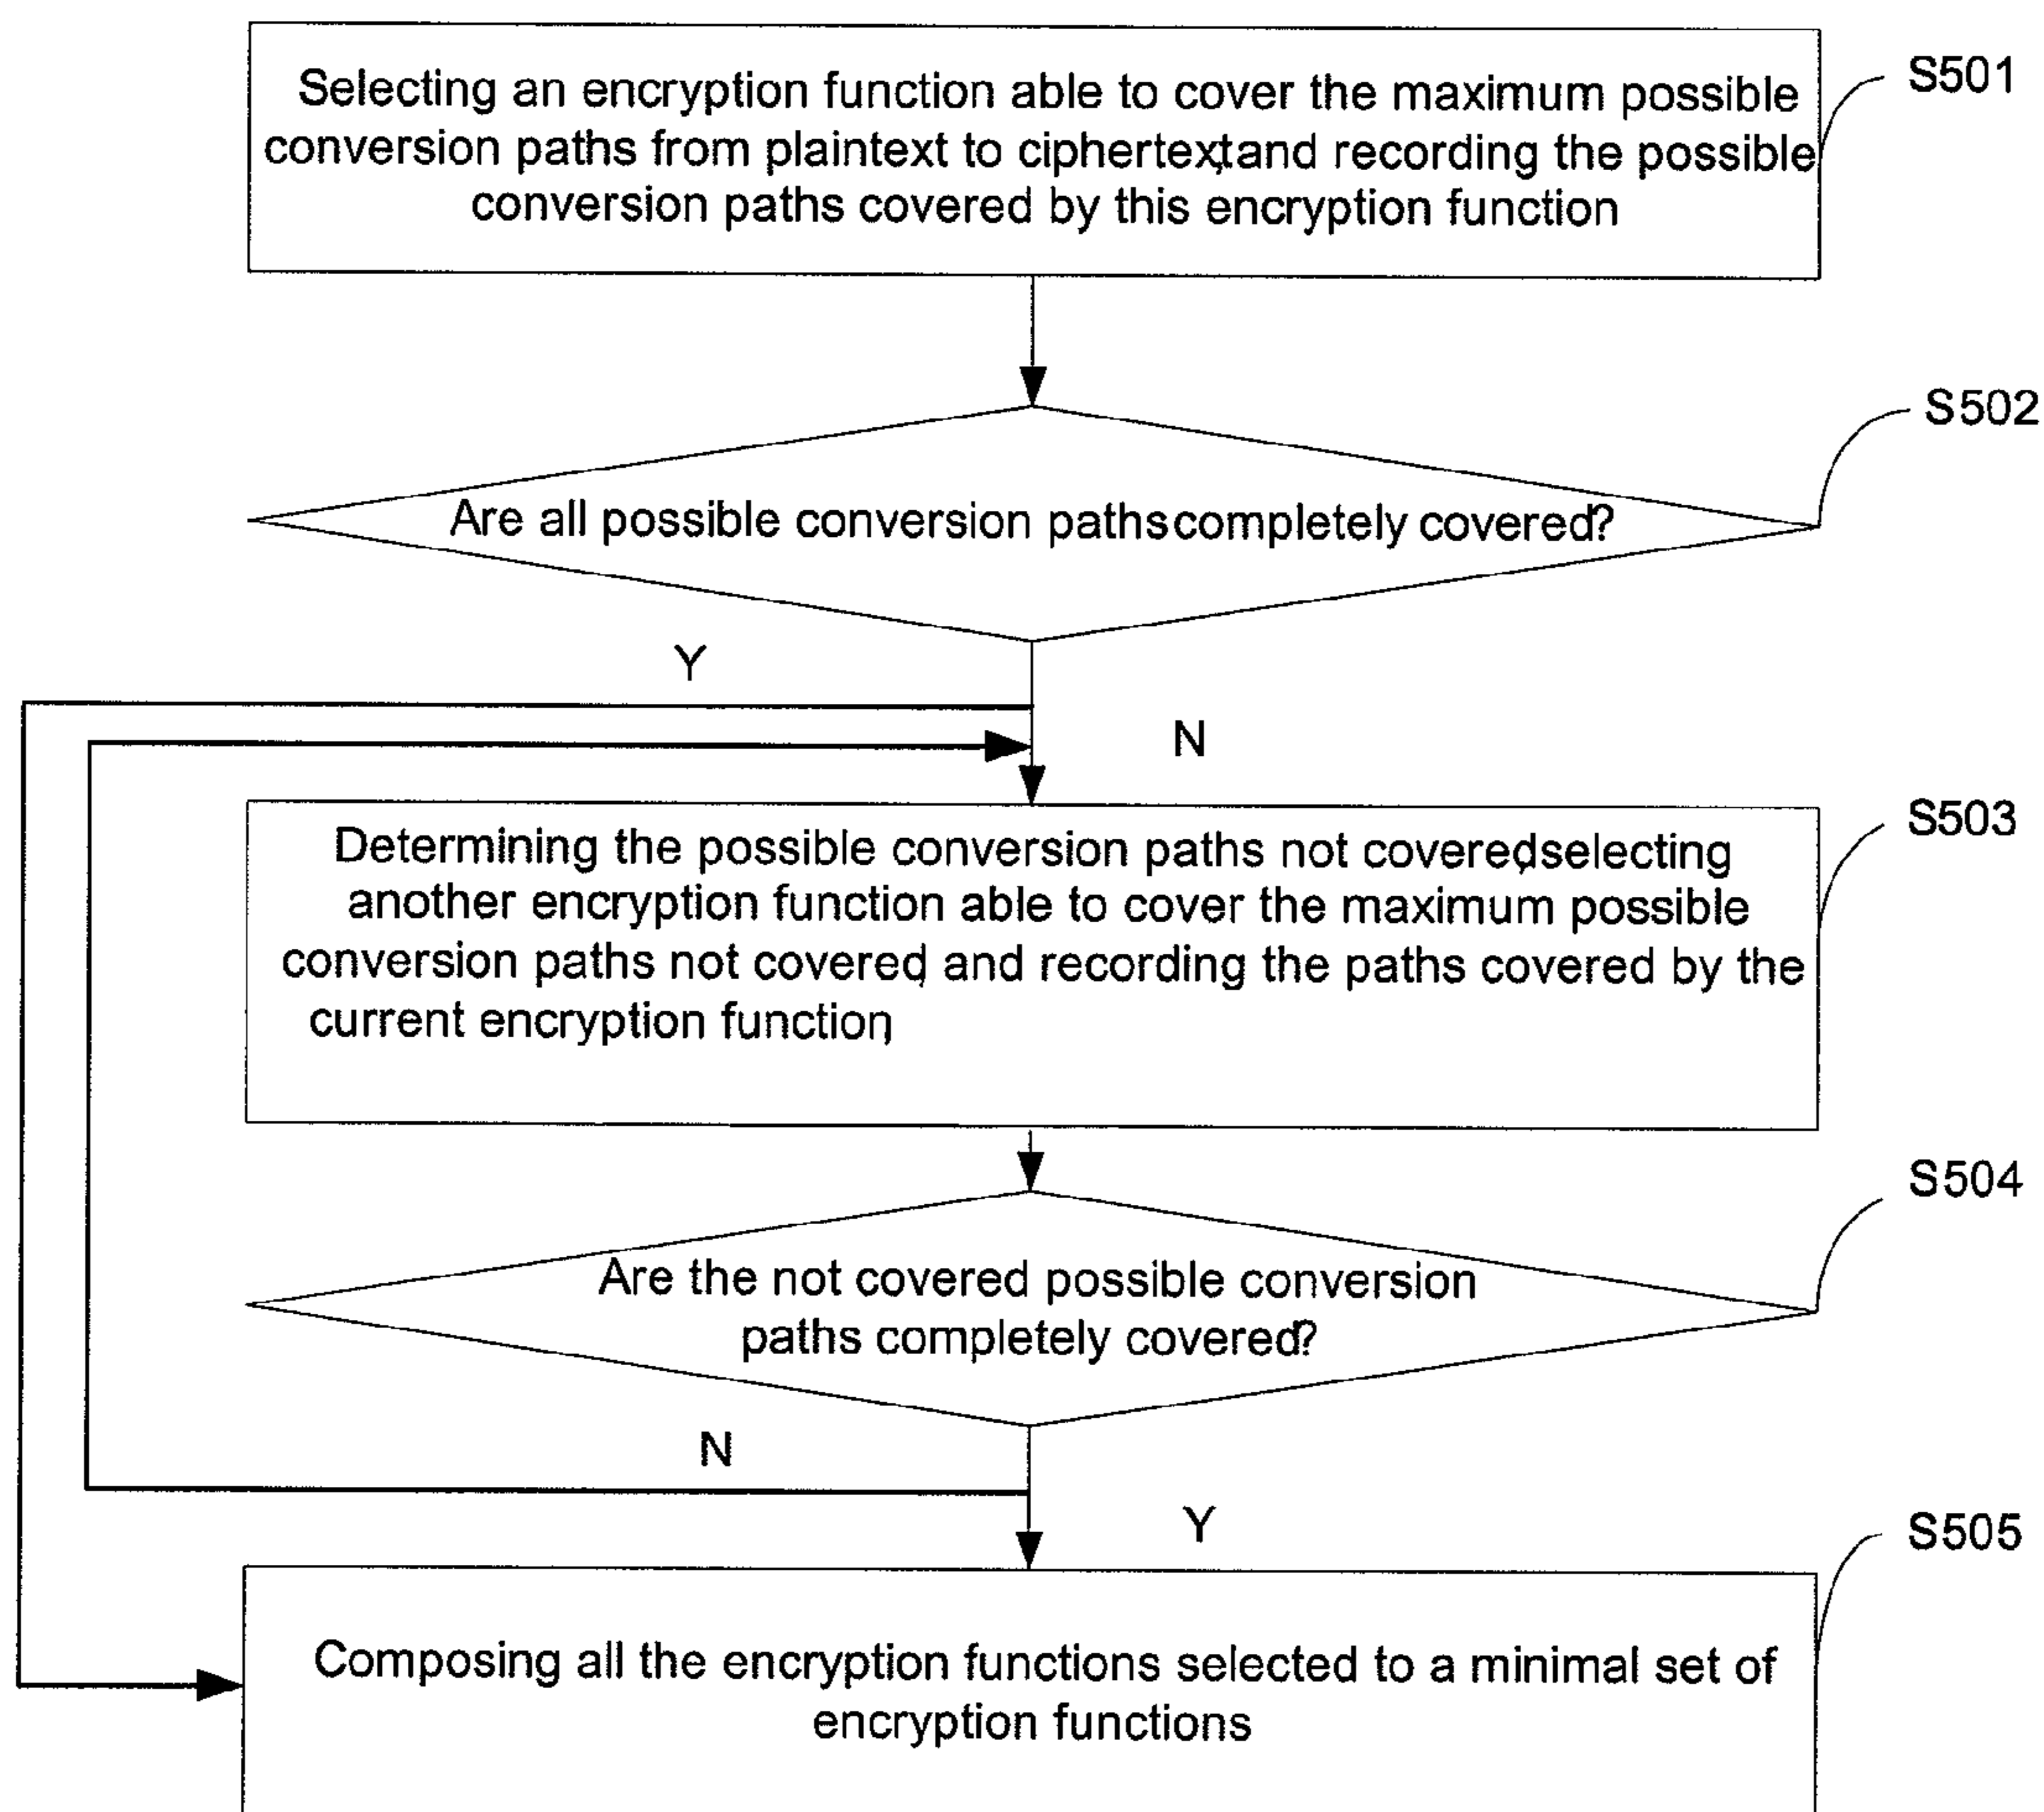 Selecting an encryption function able to cover the maximum possible
S501
conversion paths from plaintext to ciphertext, and recording the possible
conversion paths covered by this encryption function
S502
Are all possible conversion paths completely covered?
Y
N
S503
Determining the possible conversion paths not covered, selecting
another encryption function able to cover the maximum possible
conversion paths not covered, and recording the paths covered by the
current encryption function,
S504
Are the not covered possible conversion
paths completely covered?
N
Y
S505
Composing all the encryption functions selected to a minimal set of
encryption functions